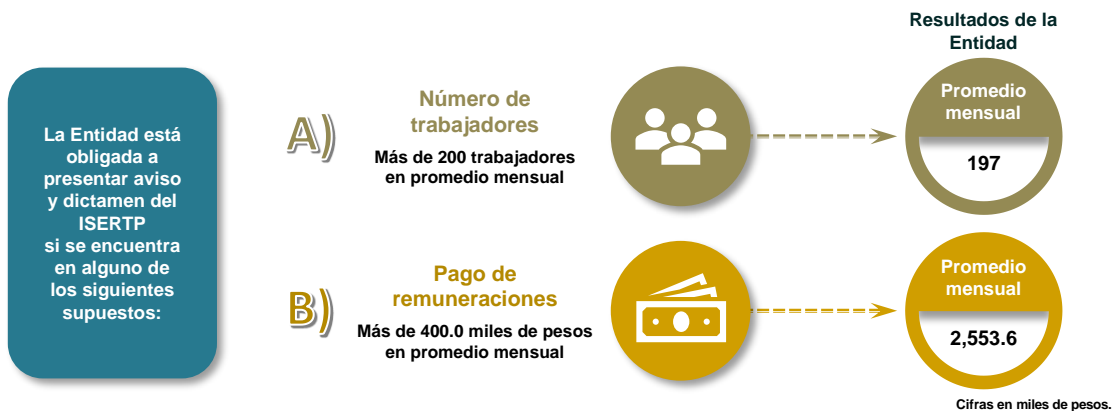 La Entidad está
obligada a
presentar aviso
y dictamen del
ISERTP
si se encuentra
en alguno de
los siguientes
supuestos:
A)
Número de
trabajadores
Más de 200 trabajadores
en promedio mensual
Resultados de la
Entidad
Promedio
mensual
197
B)
Pago de
remuneraciones
Más de 400.0 miles de pesos
en promedio mensual
Promedio
mensual
2,553.6
Cifras en miles de pesos.